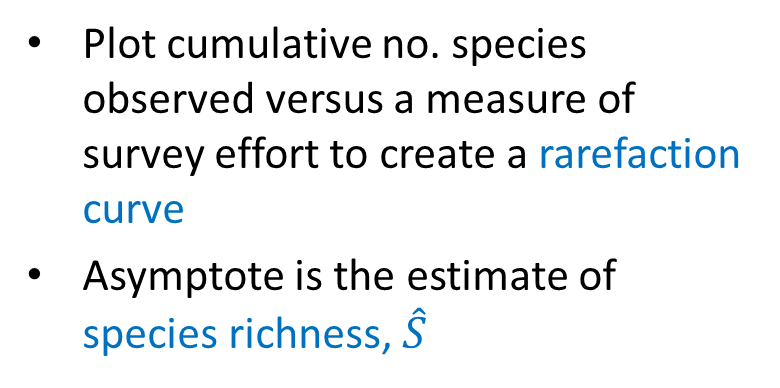 • Plot cumulative no. species
observed versus a measure of
survey effort to create a rarefaction
curve
• Asymptote is the estimate of
species richness, Ŝ